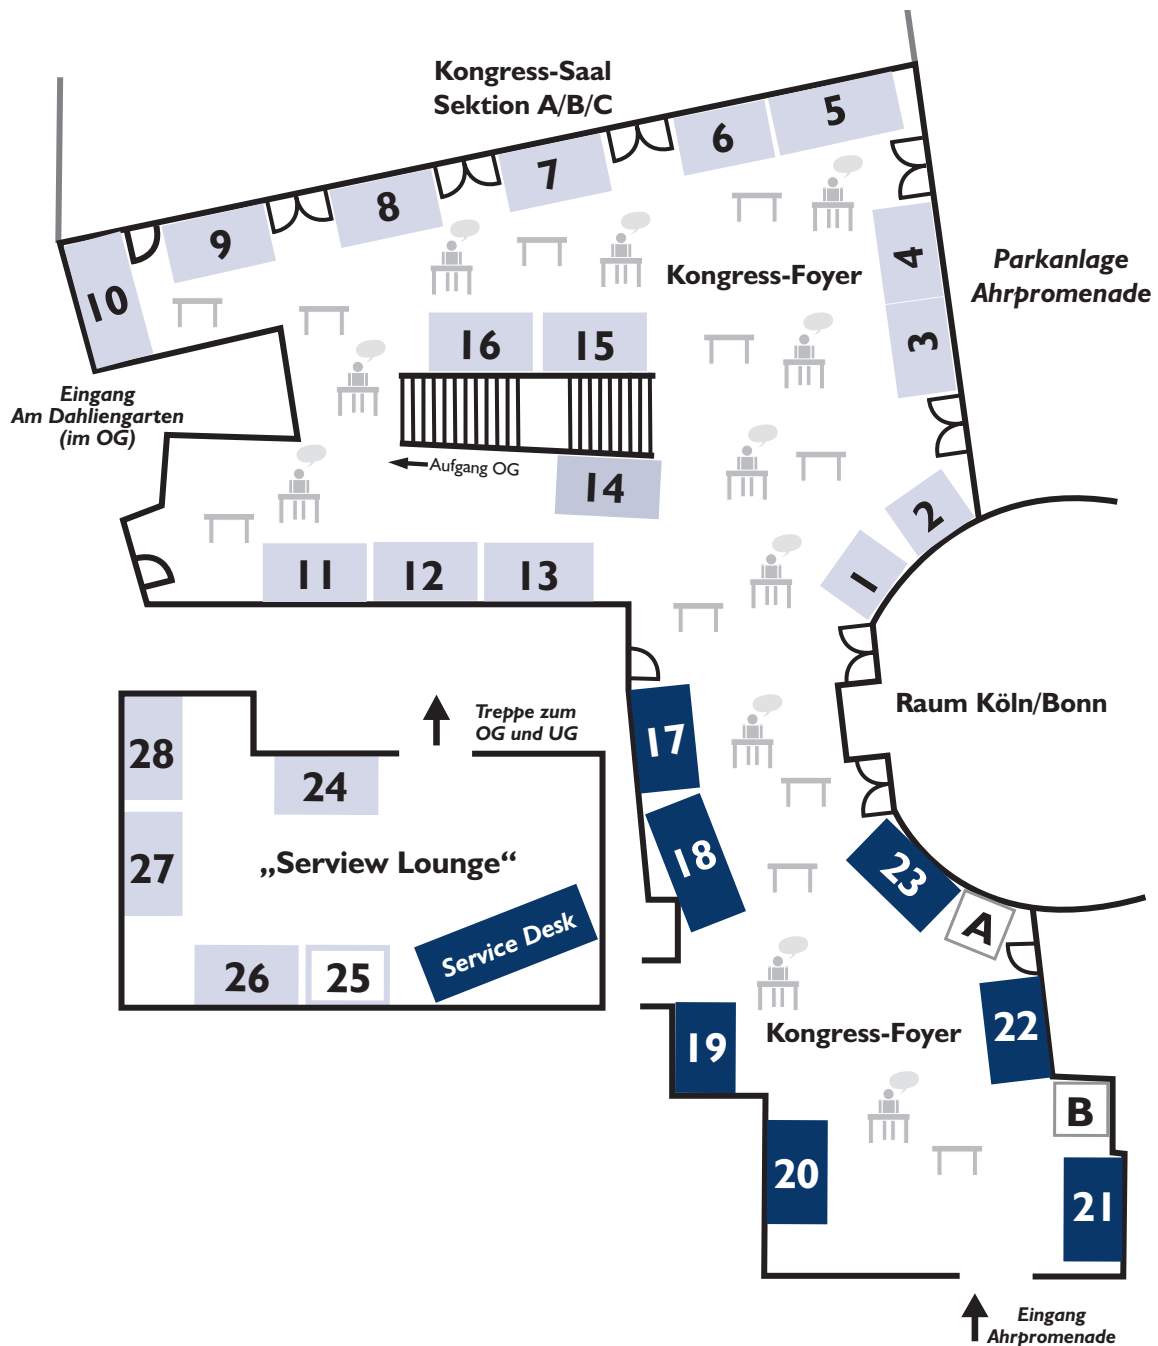 Kongress-Saal
Sektion A/B/C
5
6
7
8
9
10
Kongress-Foyer
4
3
Parkanlage
Ahrpromenade
16
15
Eingang
Am Dahliengarten
(im OG)
Aufgang OG
14
2
1
11
12
13
Raum Köln/Bonn
Treppe zum
OG und UG
17
28
24
27
„Serview Lounge“
18
23
A
Service Desk
26
25
19
Kongress-Foyer
22
B
20
21
Eingang
Ahrpromenade